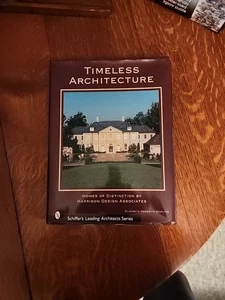 TIMELESS
ARCHITECTURE
HOMES OF DISTINCTION BY
HARRISON DESIGN ASSOCIATES
Schiffer's Leading Architects Series